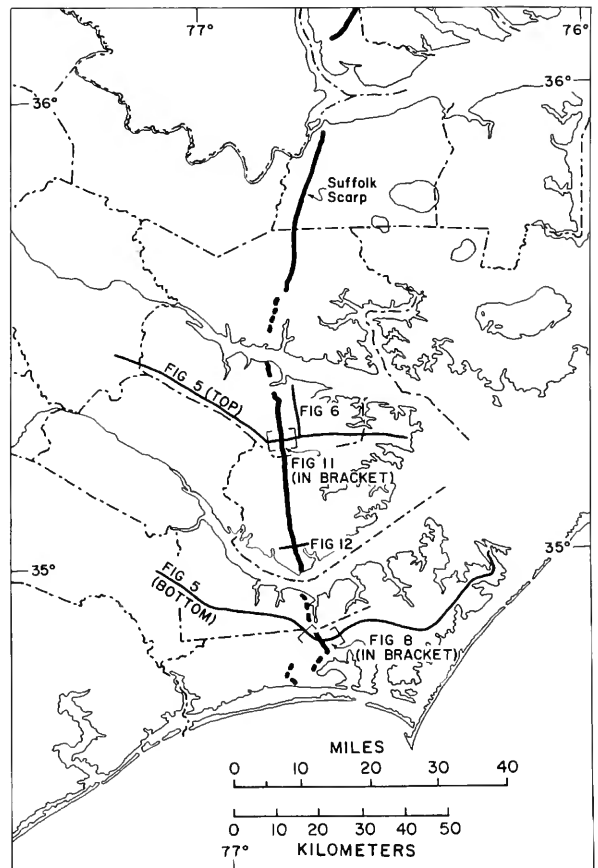 77°
76°
36°
36°
Suffolk
Scarp
FIG 5 (TOP)
FIG 6
FIG 11
(IN BRACKET)
FIG 12
35°
35°
FIG 5
(BOTTOM)
FIG 8
(IN BRACKET)
MILES
0 10 20 30 40
0 10 20 30 40 50
77° KILOMETERS